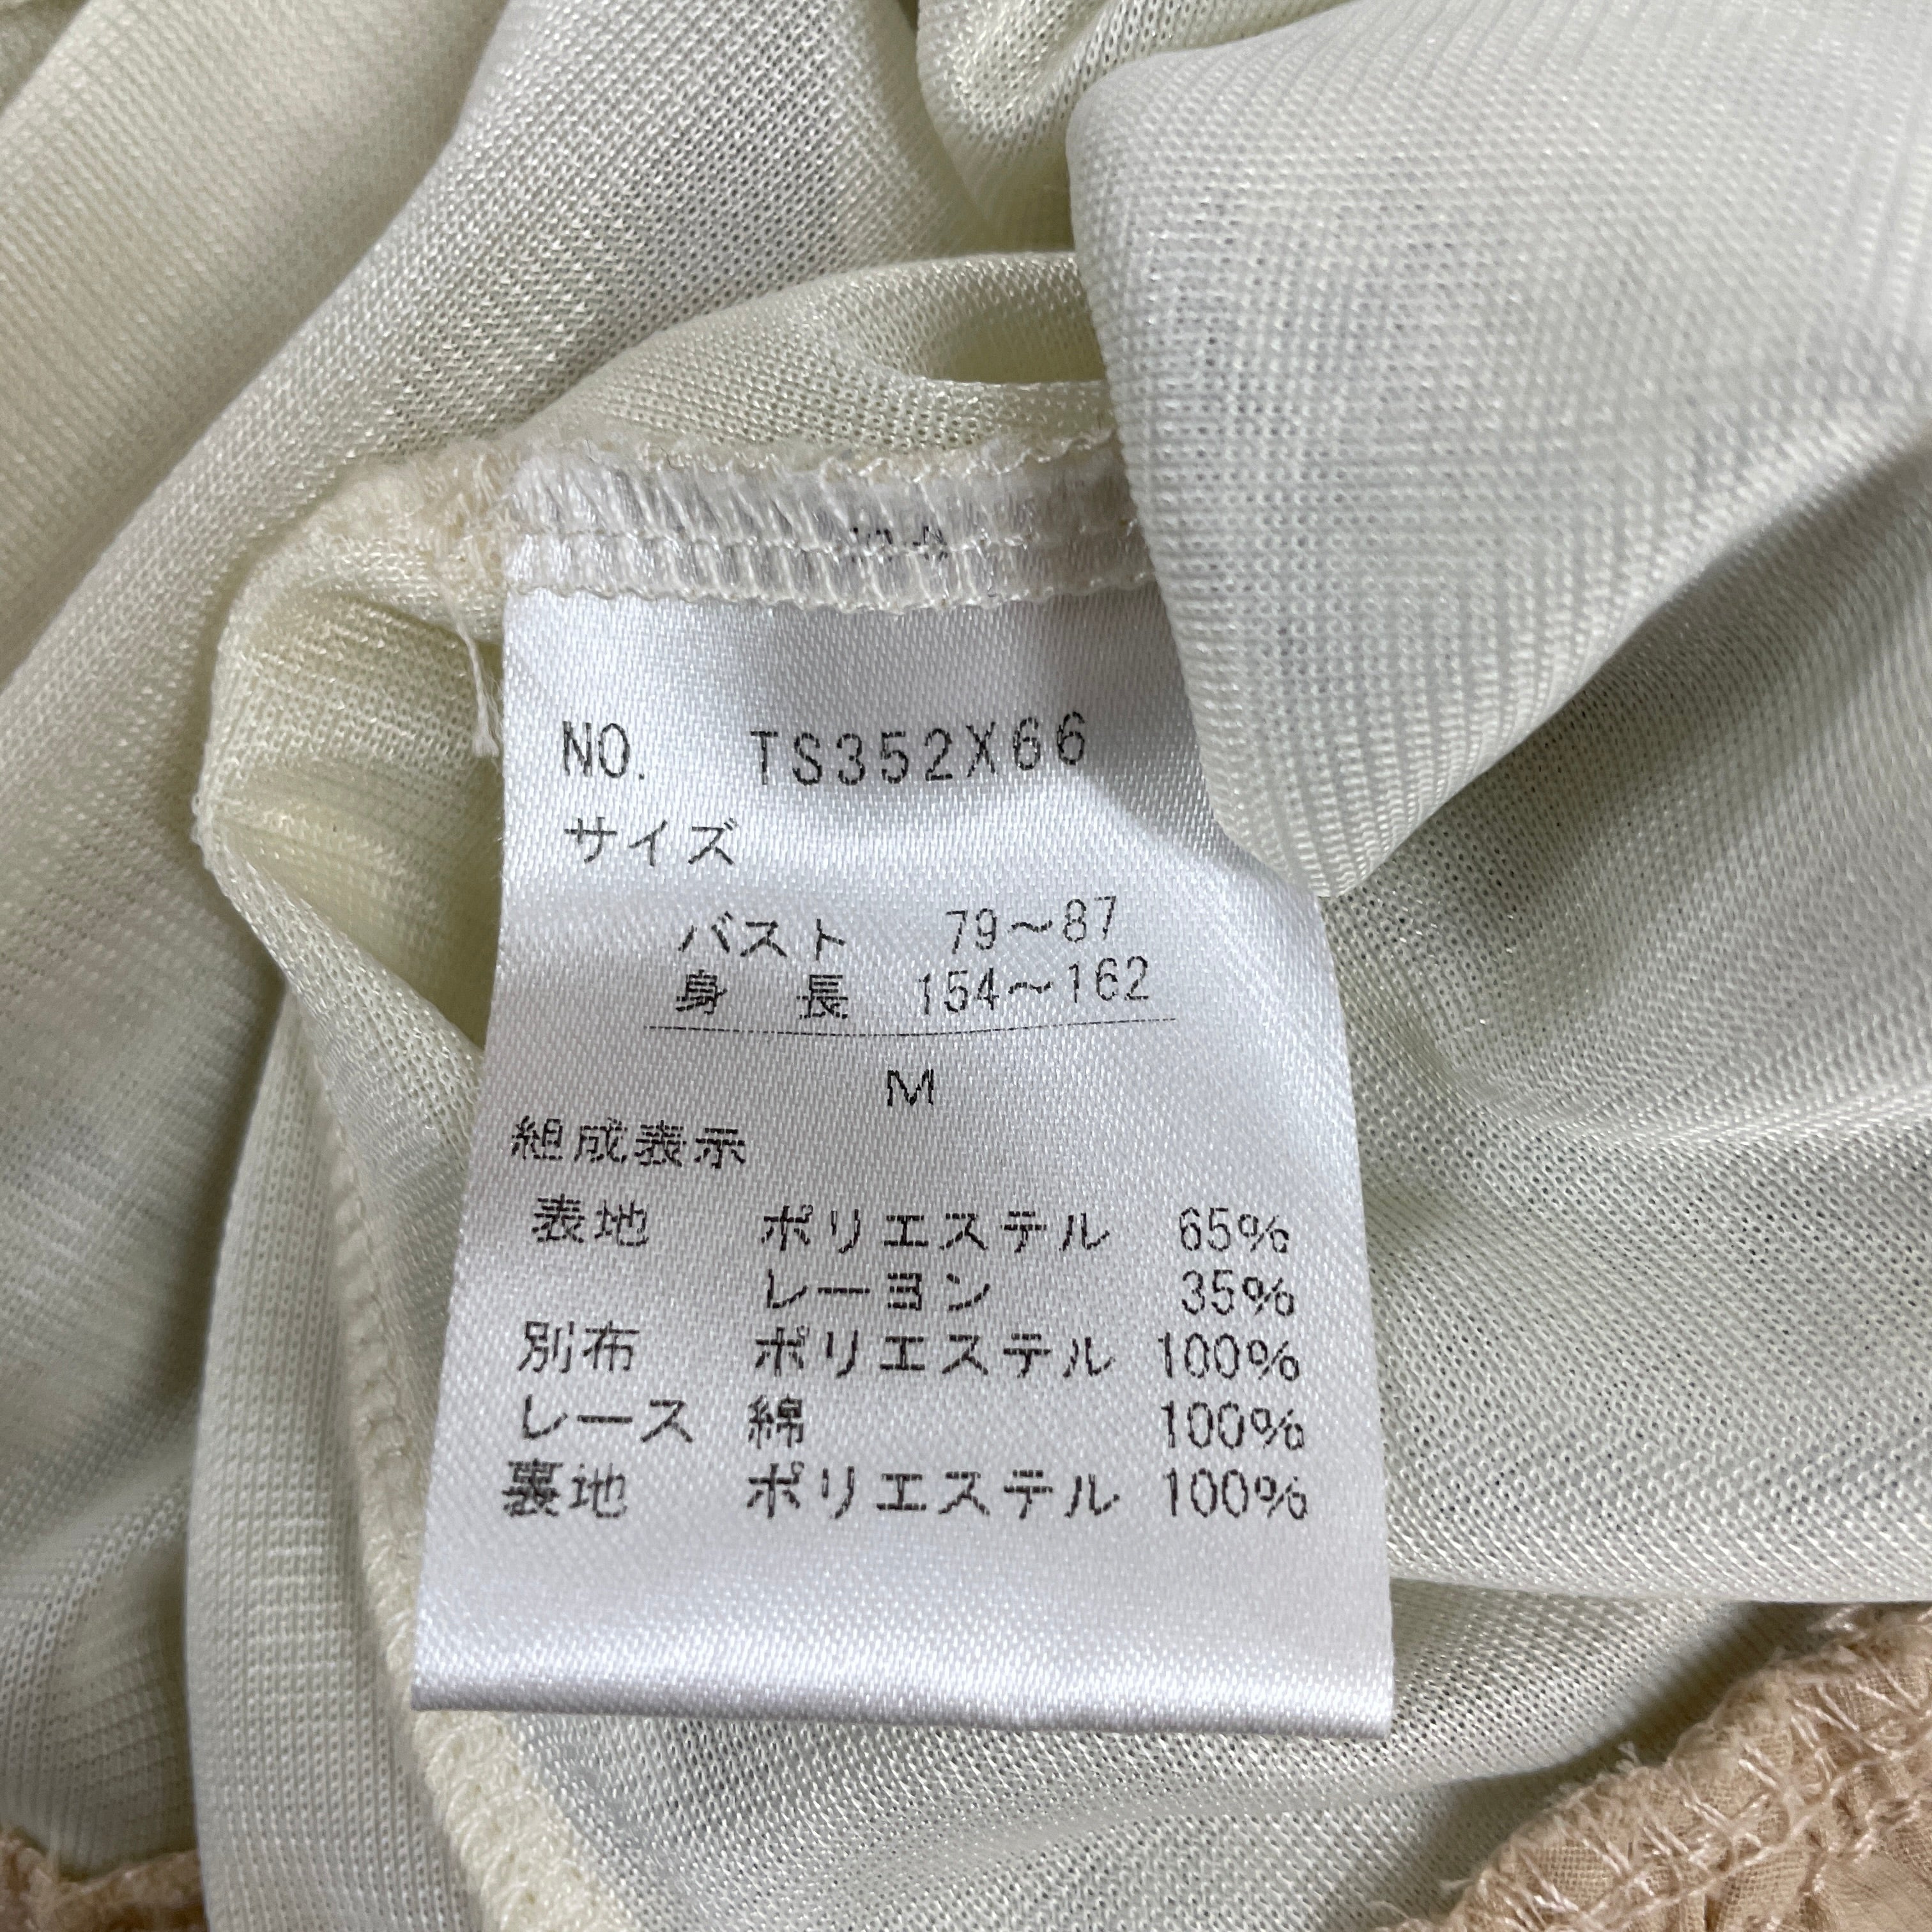 NO. TS352X66
サイズ
バスト 79～87
身 長 154～162
M
組成表示
表地 ポリエステル 65%
レーヨン 35%
別布 ポリエステル 100%
レース 綿 100%
裏地 ポリエステル 100%